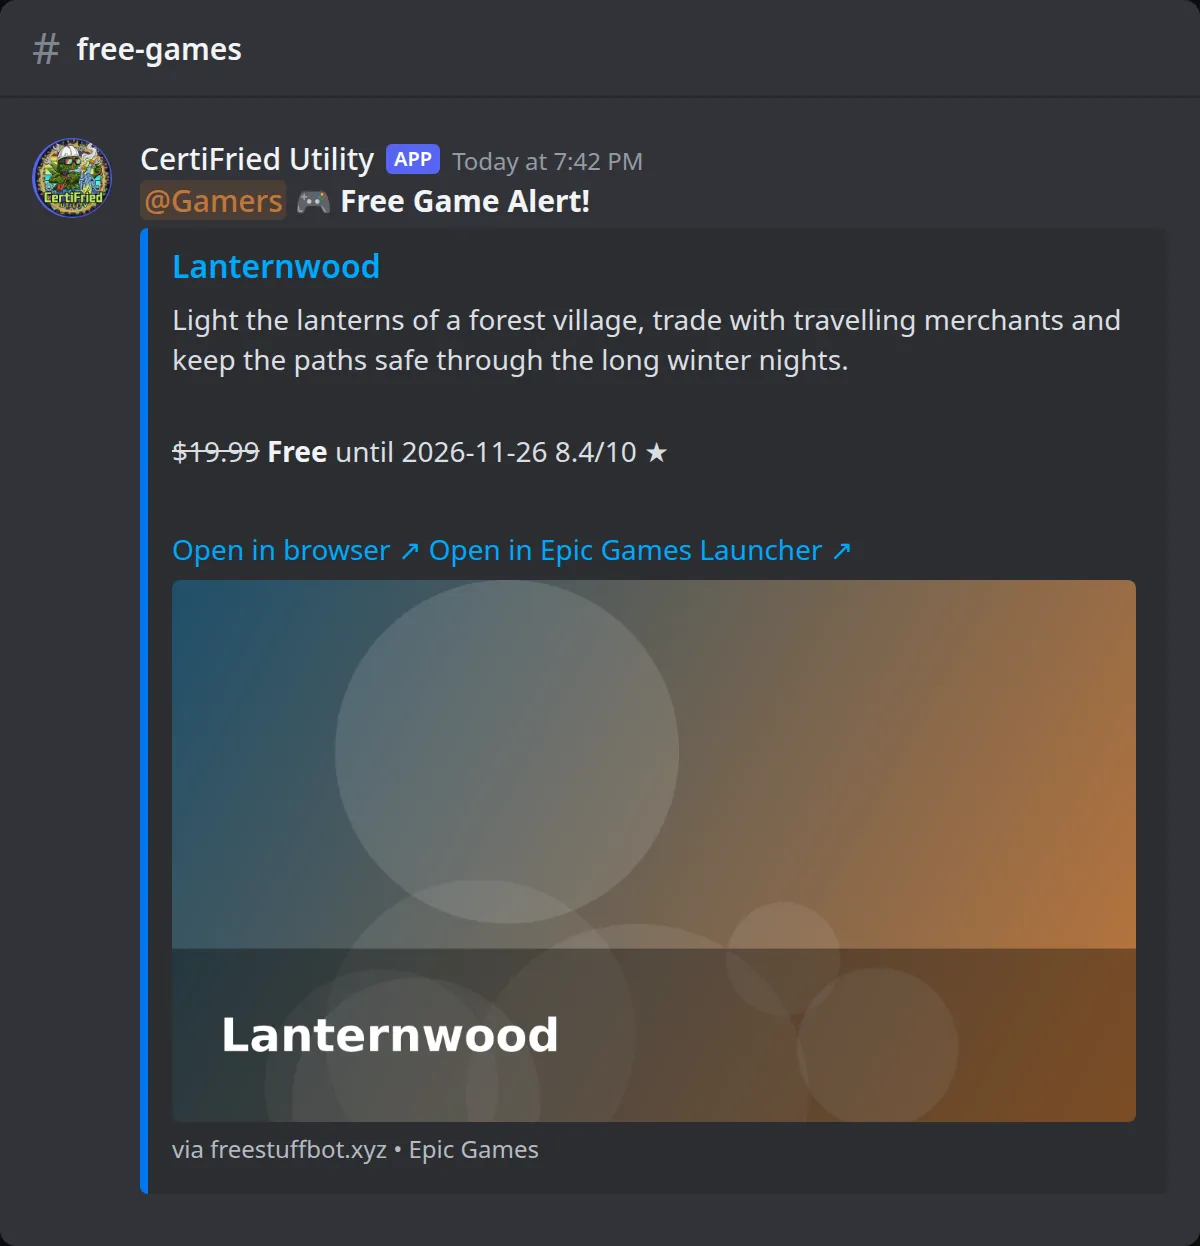 # free-games
CertiFried
CertiFried Utility APP Today at 7:42 PM
@Gamers 🎮 Free Game Alert!
Lanternwood
Light the lanterns of a forest village, trade with travelling merchants and
keep the paths safe through the long winter nights.
$19.99 Free until 2026-11-26 8.4/10 ★
Open in browser ↗ Open in Epic Games Launcher ↗
Lanternwood
via freestuffbot.xyz • Epic Games